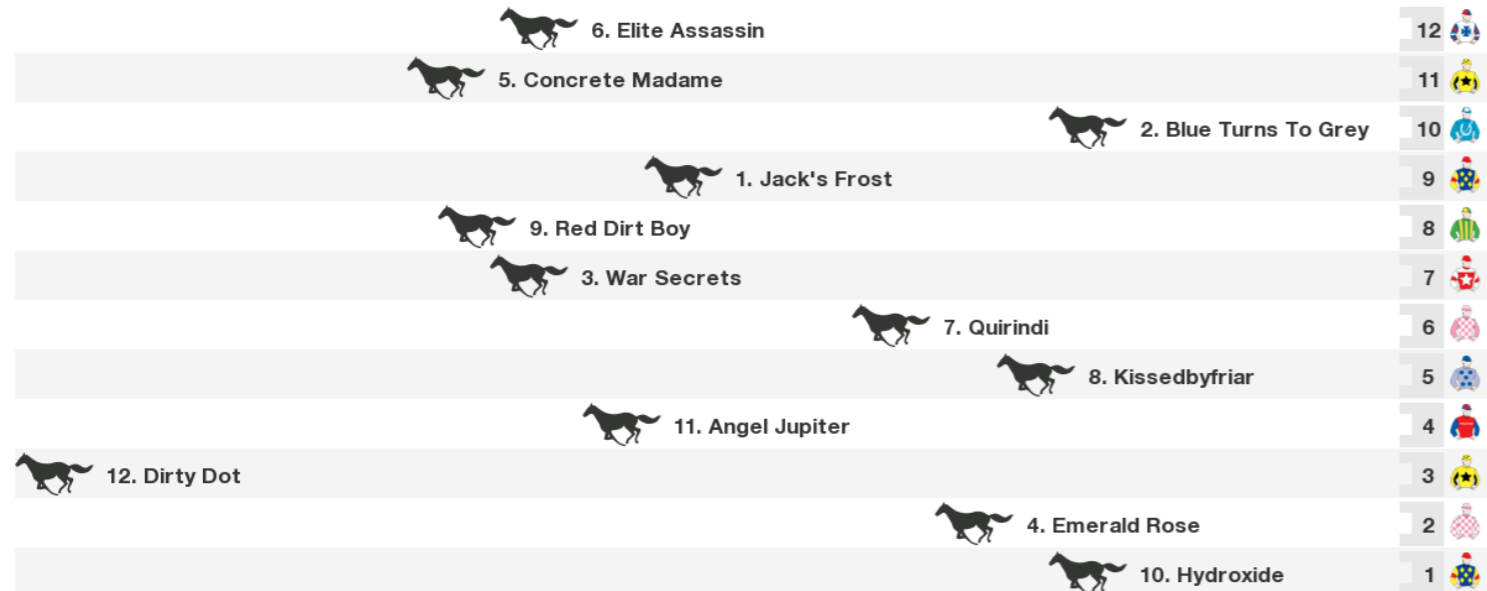 6. Elite Assassin 12
5. Concrete Madame 11
2. Blue Turns To Grey 10
1. Jack's Frost 9
9. Red Dirt Boy 8
3. War Secrets 7
7. Quirindi 6
8. Kissedbyfriar 5
11. Angel Jupiter 4
12. Dirty Dot 3
4. Emerald Rose 2
10. Hydroxide 1